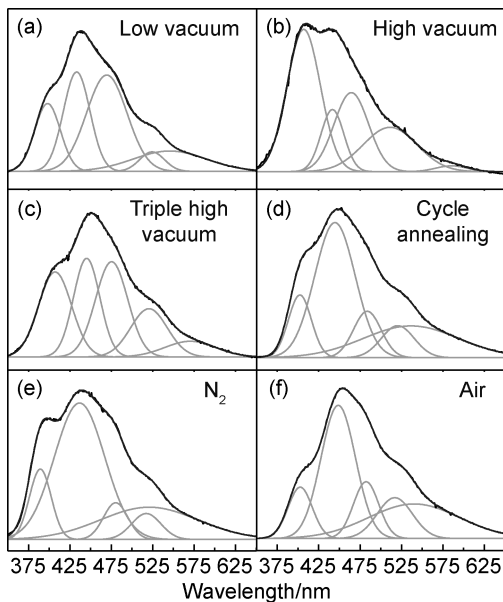 (a) Low vacuum
(b) High vacuum
(c) Triple high
vacuum
(d) Cycle
annealing
(e) N₂
(f) Air
375 425 475 525 575 625 375 425 475 525 575 625
Wavelength/nm